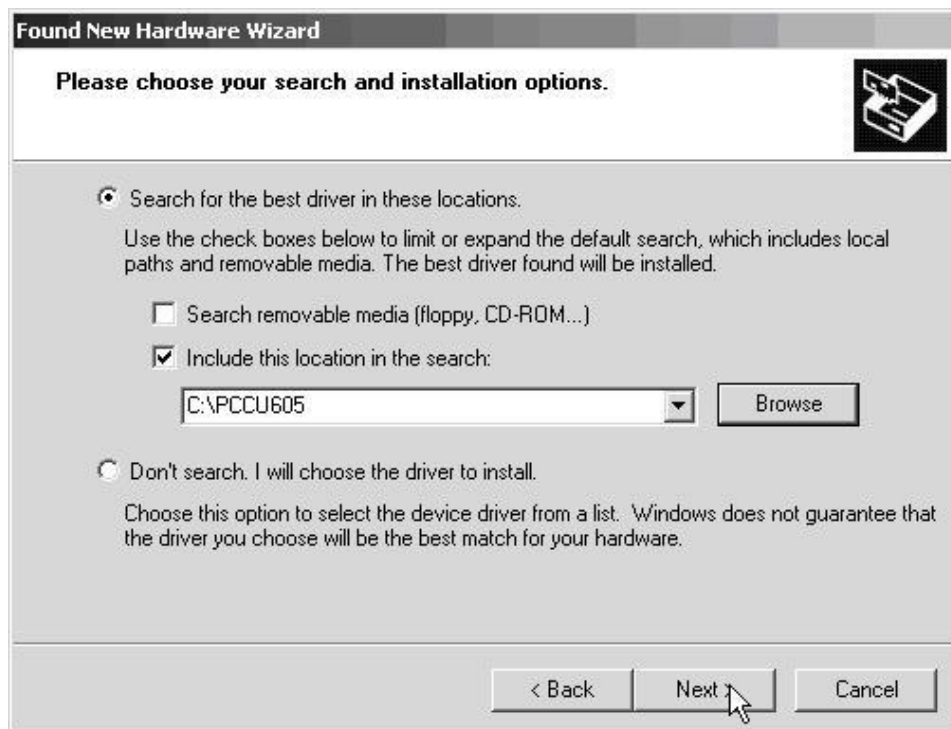 Found New Hardware Wizard
Please choose your search and installation options.
Search for the best driver in these locations.
Use the check boxes below to limit or expand the default search, which includes local
paths and removable media. The best driver found will be installed.
Search removable media (floppy, CD-ROM...)
Include this location in the search:
C:\PCCU605
Browse
Don't search. I will choose the driver to install.
Choose this option to select the device driver from a list. Windows does not guarantee that
the driver you choose will be the best match for your hardware.
< Back
Next >
Cancel